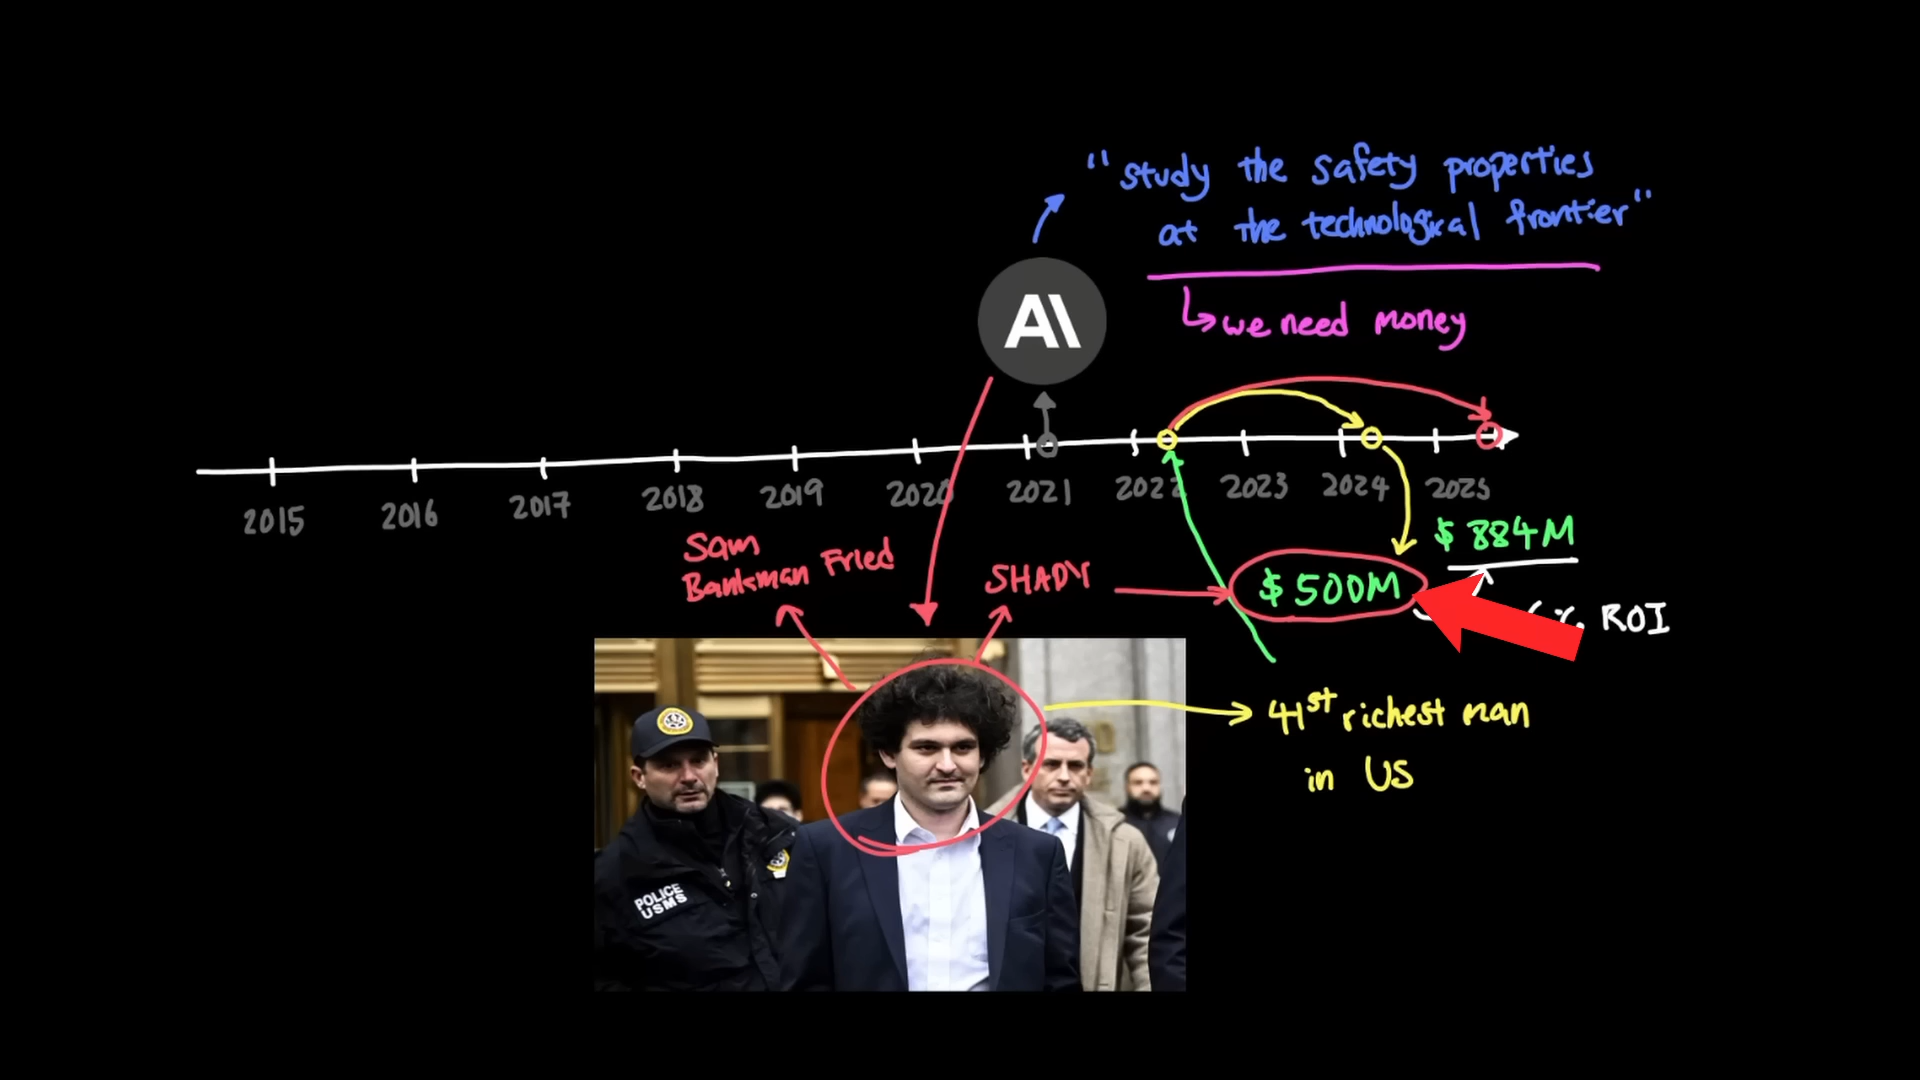 "study the safety properties
at the technological frontier"
we need money
AI
2015 2016 2017 2018 2019 2020 2021 2022 2023 2024 2025
Sam
Bankman Fried
SHADY
$ 500M
$ 884M
% ROI
41st richest man
in US
POLICE
USMS